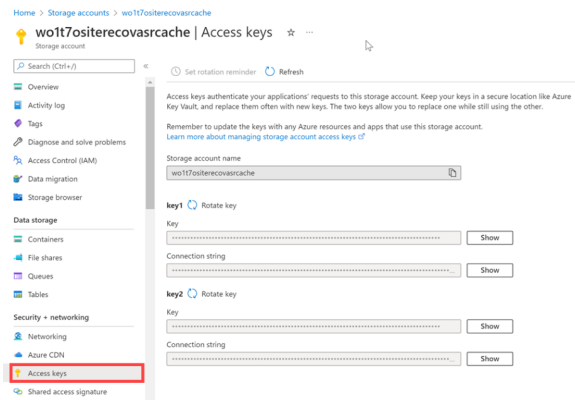 Home > Storage accounts > wo1t7ositerecovasrcache
wo1t7ositerecovasrcache | Access keys ☆ ...
Storage account
Search (Ctrl+/) «
Overview
Activity log
Tags
Diagnose and solve problems
Access Control (IAM)
Data migration
Storage browser
Data storage
Containers
File shares
Queues
Tables
Security + networking
Networking
Azure CDN
Access keys
Shared access signature
Set rotation reminder Refresh
Access keys authenticate your applications' requests to this storage account. Keep your keys in a secure location like Azure
Key Vault, and replace them often with new keys. The two keys allow you to replace one while still using the other.
Remember to update the keys with any Azure resources and apps that use this storage account.
Learn more about managing storage account access keys
Storage account name
wo1t7ositerecovasrcache
key1 Rotate key
Key
Show
Connection string
Show
key2 Rotate key
Key
Show
Connection string
Show